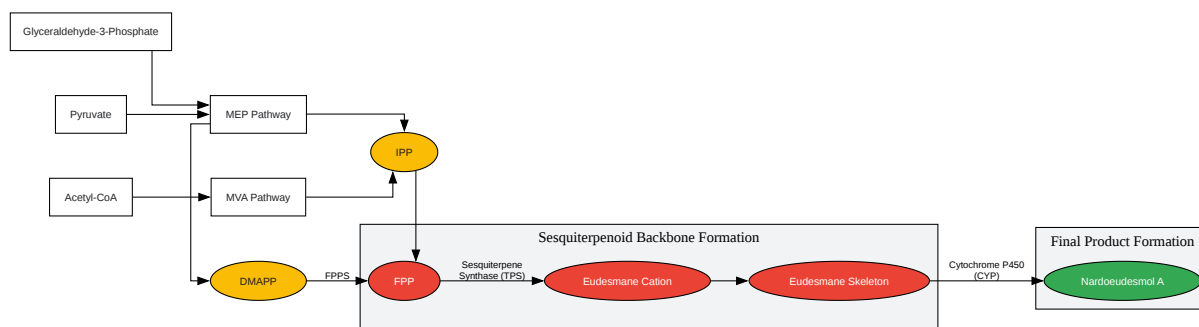 Glyceraldehyde-3-Phosphate
Pyruvate
MEP Pathway
IPP
Acetyl-CoA
MVA Pathway
Sesquiterpenoid Backbone Formation
Final Product Formation
DMAPP
FPPS
FPP
Sesquiterpene
Synthase (TPS)
Eudesmane Cation
Eudesmane Skeleton
Cytochrome P450
(CYP)
Nardoeudesmol A